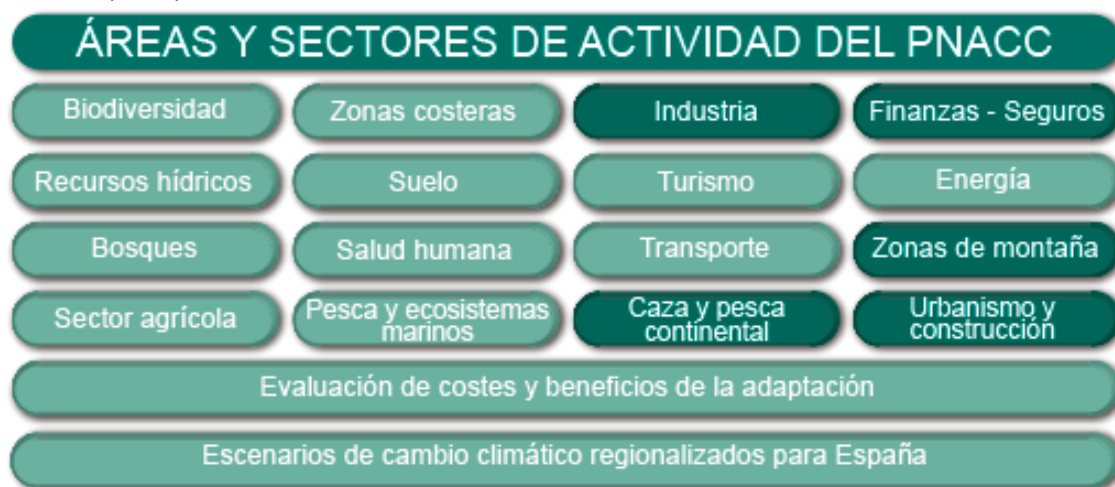 ÁREAS Y SECTORES DE ACTIVIDAD DEL PNACC
Biodiversidad
Zonas costeras
Industria
Finanzas - Seguros
Recursos hídricos
Suelo
Turismo
Energía
Bosques
Salud humana
Transporte
Zonas de montaña
Sector agrícola
Pesca y ecosistemas
marinos
Caza y pesca
continental
Urbanismo y
construcción
Evaluación de costes y beneficios de la adaptación
Escenarios de cambio climático regionalizados para España